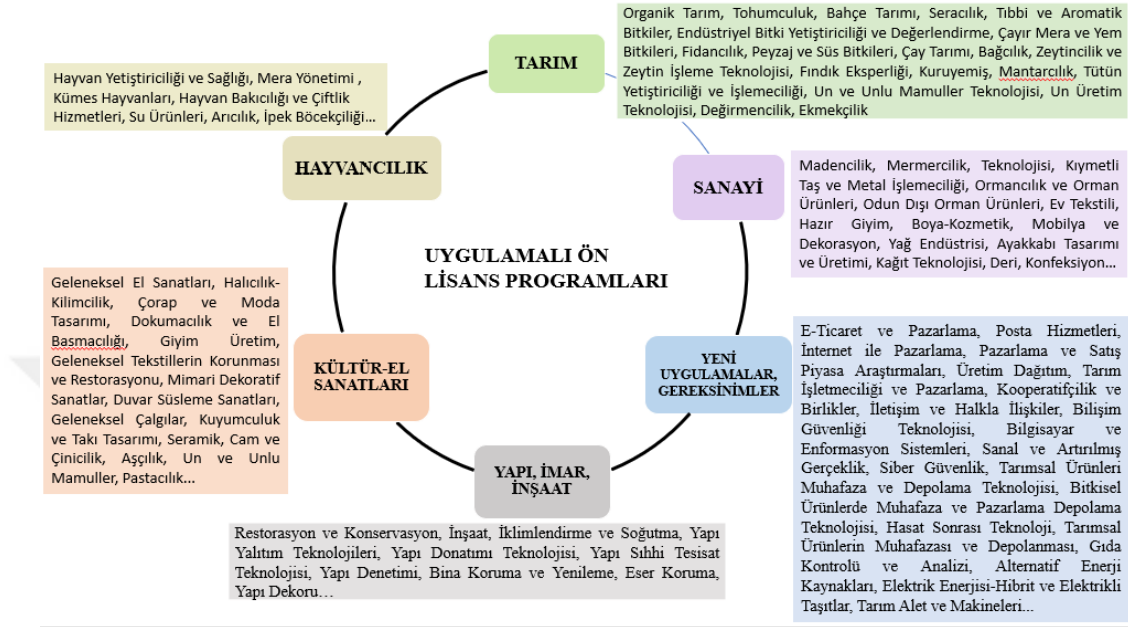 TARIM
Organik Tarım, Tohumculuk, Bahçe Tarımı, Seracılık, Tıbbi ve Aromatik
Bitkiler, Endüstriyel Bitki Yetiştiriciliği ve Değerlendirme, Çayır Mera ve Yem
Bitkileri, Fidancılık, Peyzaj ve Süs Bitkileri, Çay Tarımı, Bağcılık, Zeytincilik ve
Zeytin İşleme Teknolojisi, Fındık Eksperliği, Kuruyemiş, Mantarcılık, Tütün
Yetiştiriciliği ve İşlemeciliği, Un ve Unlu Mamuller Teknolojisi, Un Üretim
Teknolojisi, Değirmencilik, Ekmekçilik
Hayvan Yetiştiriciliği ve Sağlığı, Mera Yönetimi ,
Kümes Hayvanları, Hayvan Bakıcılığı ve Çiftlik
Hizmetleri, Su Ürünleri, Arıcılık, İpek Böcekçiliği…
HAYVANCILIK
SANAYİ
Madencilik, Mermercilik, Teknolojisi, Kıymetli
Taş ve Metal İşlemeciliği, Ormancılık ve Orman
Ürünleri, Odun Dışı Orman Ürünleri, Ev Tekstili,
Hazır Giyim, Boya-Kozmetik, Mobilya ve
Dekorasyon, Yağ Endüstrisi, Ayakkabı Tasarımı
ve Üretimi, Kağıt Teknolojisi, Deri, Konfeksiyon…
UYGULAMALI ÖN
LİSANS PROGRAMLARI
Geleneksel El Sanatları, Halıcılık-
Kilimcilik, Çorap ve Moda
Tasarımı, Dokumacılık ve El
Basmacılığı, Giyim Üretim,
Geleneksel Tekstillerin Korunması
ve Restorasyonu, Mimari Dekoratif
Sanatlar, Duvar Süsleme Sanatları,
Geleneksel Çalgılar, Kuyumculuk
ve Takı Tasarımı, Seramik, Cam ve
Çinicilik, Aşçılık, Un ve Unlu
Mamuller, Pastacılık...
KÜLTÜR-EL
SANATLARI
YENİ
UYGULAMALAR,
GEREKSİNİMLER
E-Ticaret ve Pazarlama, Posta Hizmetleri,
İnternet ile Pazarlama, Pazarlama ve Satış
Piyasa Araştırmaları, Üretim Dağıtım, Tarım
İşletmeciliği ve Pazarlama, Kooperatifçilik ve
Birlikler, İletişim ve Halkla İlişkiler, Bilişim
Güvenliği Teknolojisi, Bilgisayar ve
Enformasyon Sistemleri, Sanal ve Artırılmış
Gerçeklik, Siber Güvenlik, Tarımsal Ürünleri
Muhafaza ve Depolama Teknolojisi, Bitkisel
Ürünlerde Muhafaza ve Pazarlama Depolama
Teknolojisi, Hasat Sonrası Teknoloji, Tarımsal
Ürünlerin Muhafazası ve Depolanması, Gıda
Kontrolü ve Analizi, Alternatif Enerji
Kaynakları, Elektrik Enerjisi-Hibrit ve Elektrikli
Taşıtlar, Tarım Alet ve Makineleri...
YAPI, İMAR,
İNŞAAT
Restorasyon ve Konservasyon, İnşaat, İklimlendirme ve Soğutma, Yapı
Yalıtım Teknolojileri, Yapı Donatımı Teknolojisi, Yapı Sıhhi Tesisat
Teknolojisi, Yapı Denetimi, Bina Koruma ve Yenileme, Eser Koruma,
Yapı Dekoru…